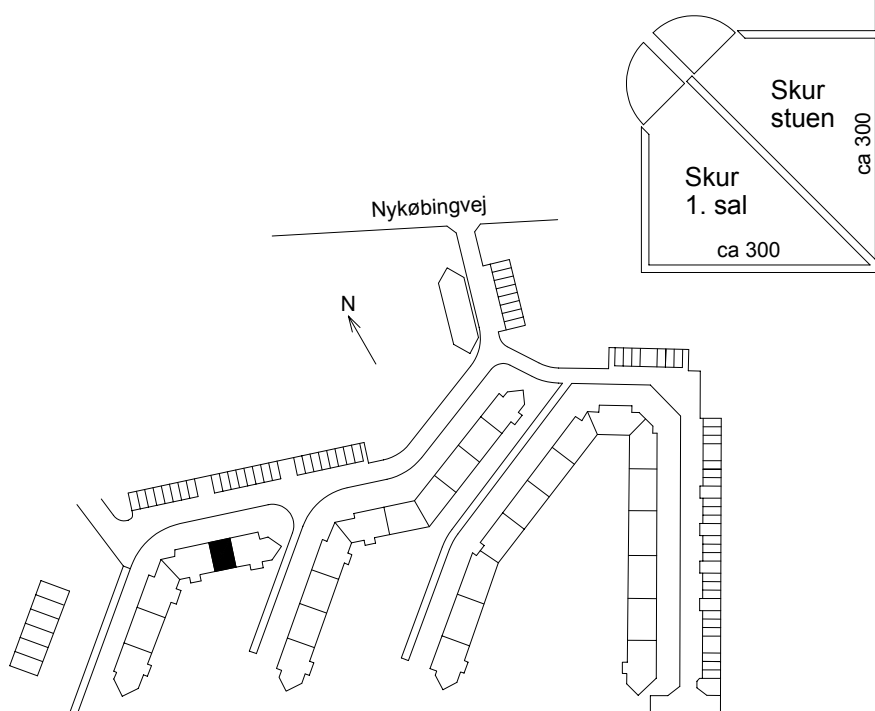 Skur
stuen
ca 300
Skur
1. sal
ca 300
Nykøbingvej
N